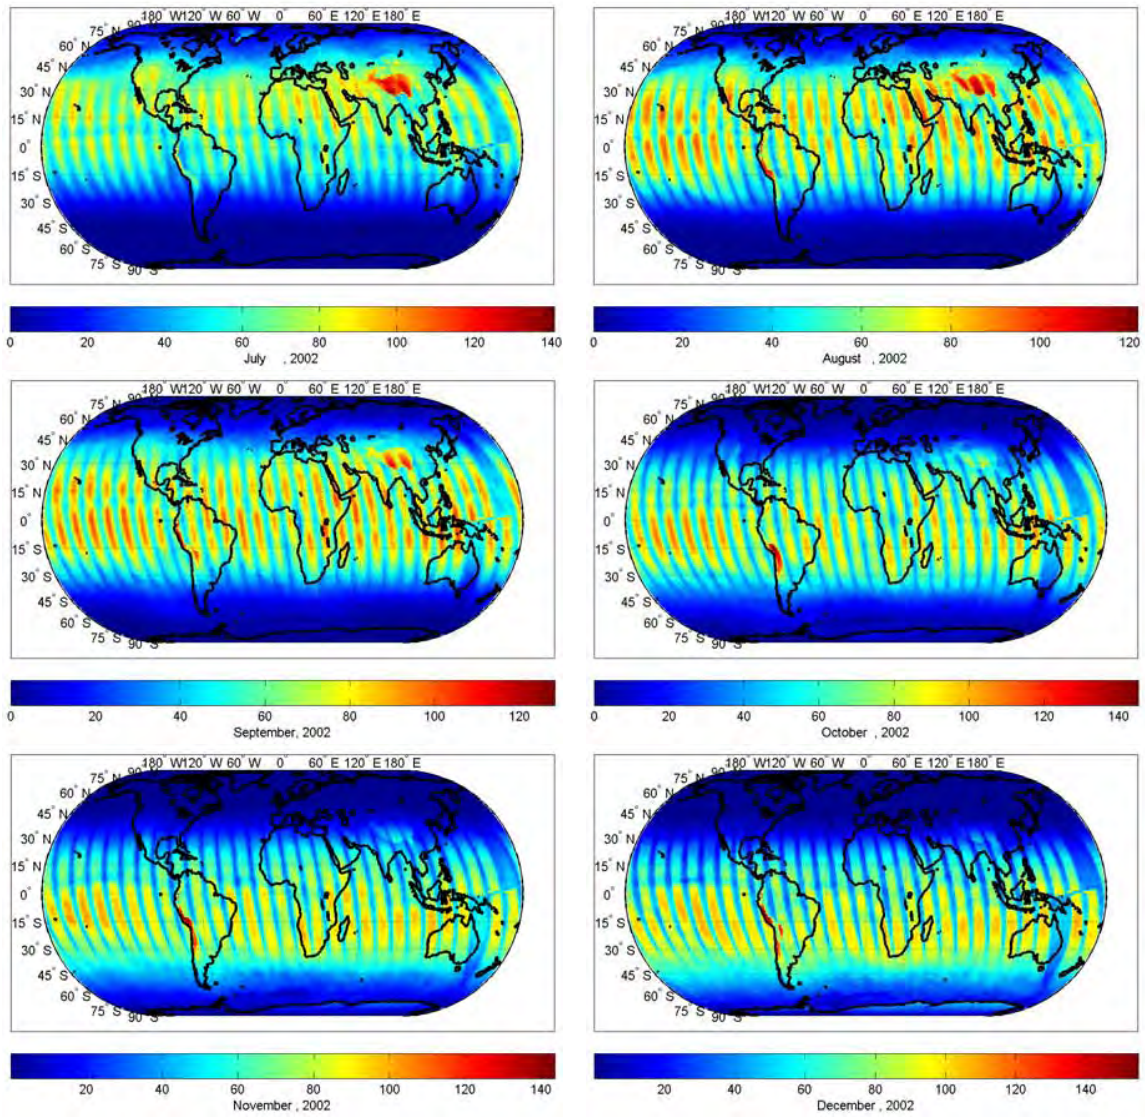 180° W120° W 60° W 0° 60° E 120° E 180° E
75° N
60° N
45° N
30° N
15° N
0°
15° S
30° S
45° S
60° S
75° S
90° S
0 20 40 60 80 100 120 140
July , 2002
180° W120° W 60° W 0° 60° E 120° E 180° E
75° N
60° N
45° N
30° N
15° N
0°
15° S
30° S
45° S
60° S
75° S
90° S
0 20 40 60 80 100 120
August , 2002
180° W120° W 60° W 0° 60° E 120° E 180° E
75° N
60° N
45° N
30° N
15° N
0°
15° S
30° S
45° S
60° S
75° S
90° S
0 20 40 60 80 100 120
September, 2002
180° W120° W 60° W 0° 60° E 120° E 180° E
75° N
60° N
45° N
30° N
15° N
0°
15° S
30° S
45° S
60° S
75° S
90° S
0 20 40 60 80 100 120 140
October , 2002
180° W120° W 60° W 0° 60° E 120° E 180° E
75° N
60° N
45° N
30° N
15° N
0°
15° S
30° S
45° S
60° S
75° S
90° S
20 40 60 80 100 120 140
November , 2002
180° W120° W 60° W 0° 60° E 120° E 180° E
75° N
60° N
45° N
30° N
15° N
0°
15° S
30° S
45° S
60° S
75° S
90° S
20 40 60 80 100 120 140
December , 2002